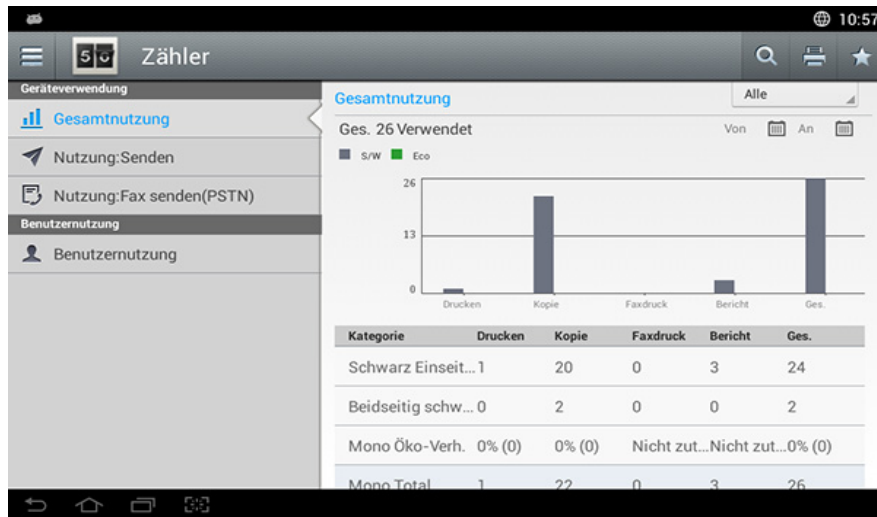 10:57
50 Zähler
Geräteverwendung
Gesamtnutzung
Nutzung:Senden
Nutzung:Fax senden(PSTN)
Benutzernutzung
Benutzernutzung
Gesamtnutzung Alle
Ges. 26 Verwendet Von An
S/W Eco
26
13
0
Drucken Kopie Faxdruck Bericht Ges.
Kategorie Drucken Kopie Faxdruck Bericht Ges.
Schwarz Einseit... 1 20 0 3 24
Beidseitig schw... 0 2 0 0 2
Mono Öko-Verh. 0% (0) 0% (0) Nicht zut... Nicht zut... 0% (0)
Mono Total 1 22 0 3 26